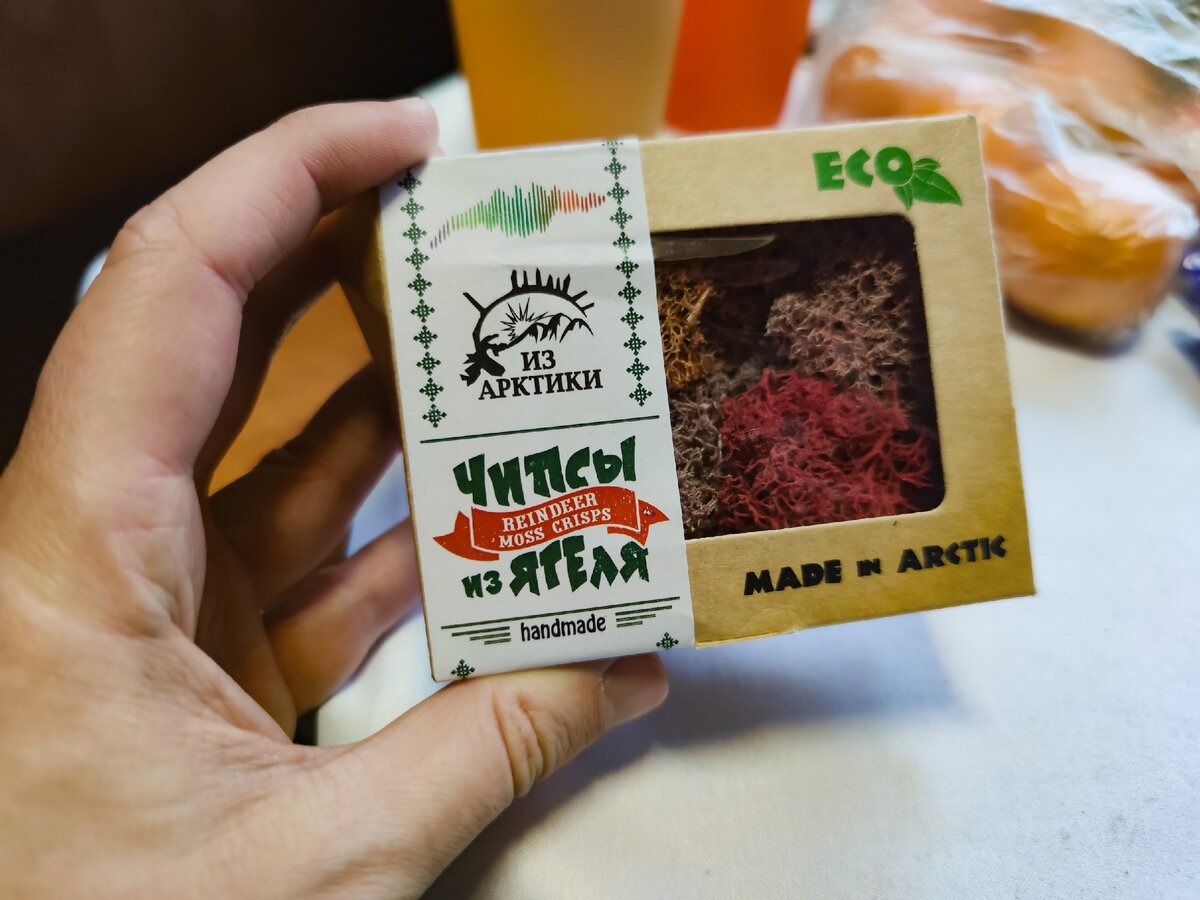 ECO
ИЗ
АРКТИКИ
ЧИПСЫ
REINDEER
MOSS CRISPS
ИЗ ЯГЕЛЯ
handmade
MADE IN ARCTIC